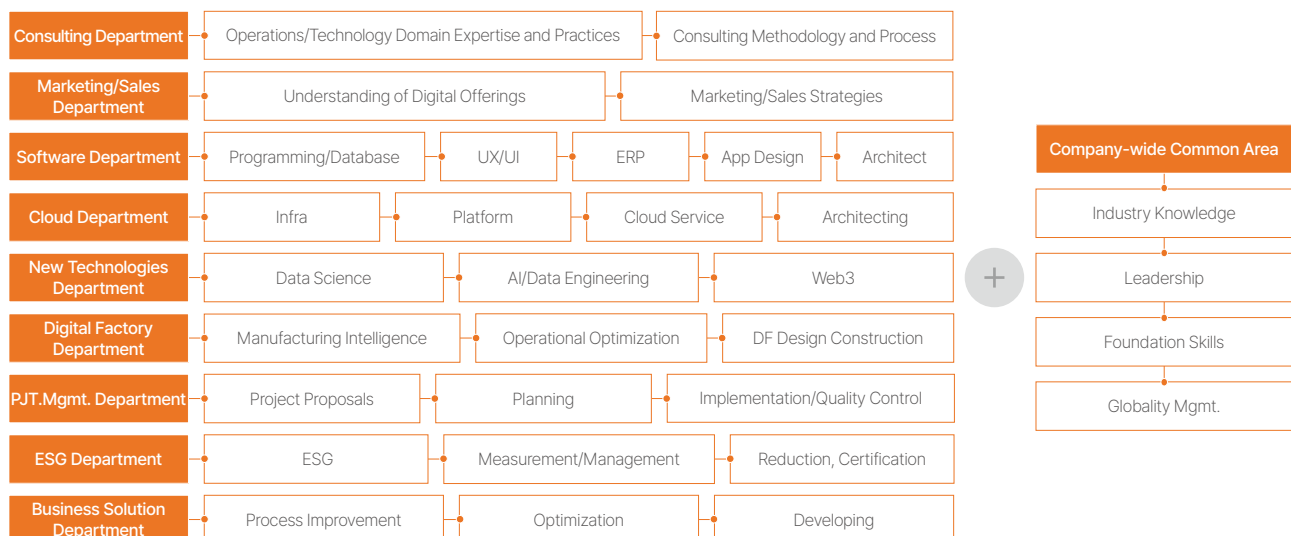 Consulting Department
Operations/Technology Domain Expertise and Practices
Consulting Methodology and Process
Marketing/Sales
Department
Understanding of Digital Offerings
Marketing/Sales Strategies
Software Department
Programming/Database
UX/UI
ERP
App Design
Architect
Cloud Department
Infra
Platform
Cloud Service
Architecting
New Technologies
Department
Data Science
AI/Data Engineering
Web3
Digital Factory
Department
Manufacturing Intelligence
Operational Optimization
DF Design Construction
PJT.Mgmt. Department
Project Proposals
Planning
Implementation/Quality Control
ESG Department
ESG
Measurement/Management
Reduction, Certification
Business Solution
Department
Process Improvement
Optimization
Developing
+
Company-wide Common Area
Industry Knowledge
Leadership
Foundation Skills
Globality Mgmt.